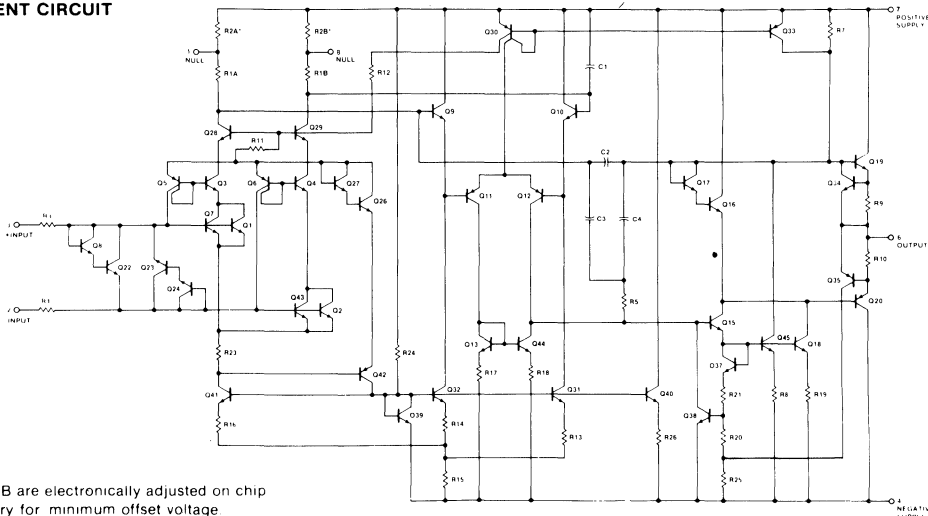 ENT CIRCUIT
7
POSITIVE
SUPPLY
R2A*
R2B*
Q30
Q33
R7
1
NULL
8
NULL
R1A
R1B
R12
C1
Q9
Q10
Q28
Q29
R11
C2
Q19
Q5
Q3
Q6
Q4
Q27
Q11
Q12
Q17
Q34
Q26
C3
C4
Q16
R9
3
+INPUT
Q7
Q1
6
OUTPUT
Q8
R10
Q22
Q23
Q24
Q35
Q43
Q2
R5
Q20
INPUT
Q15
Q13
Q44
Q45
Q18
R23
R24
Q37
Q42
R17
R18
R21
R8
R19
Q41
Q39
Q32
Q31
Q40
Q38
R16
R14
R13
R26
R20
R15
R25
B are electronically adjusted on chip
ry for minimum offset voltage.
4
NEGATIVE